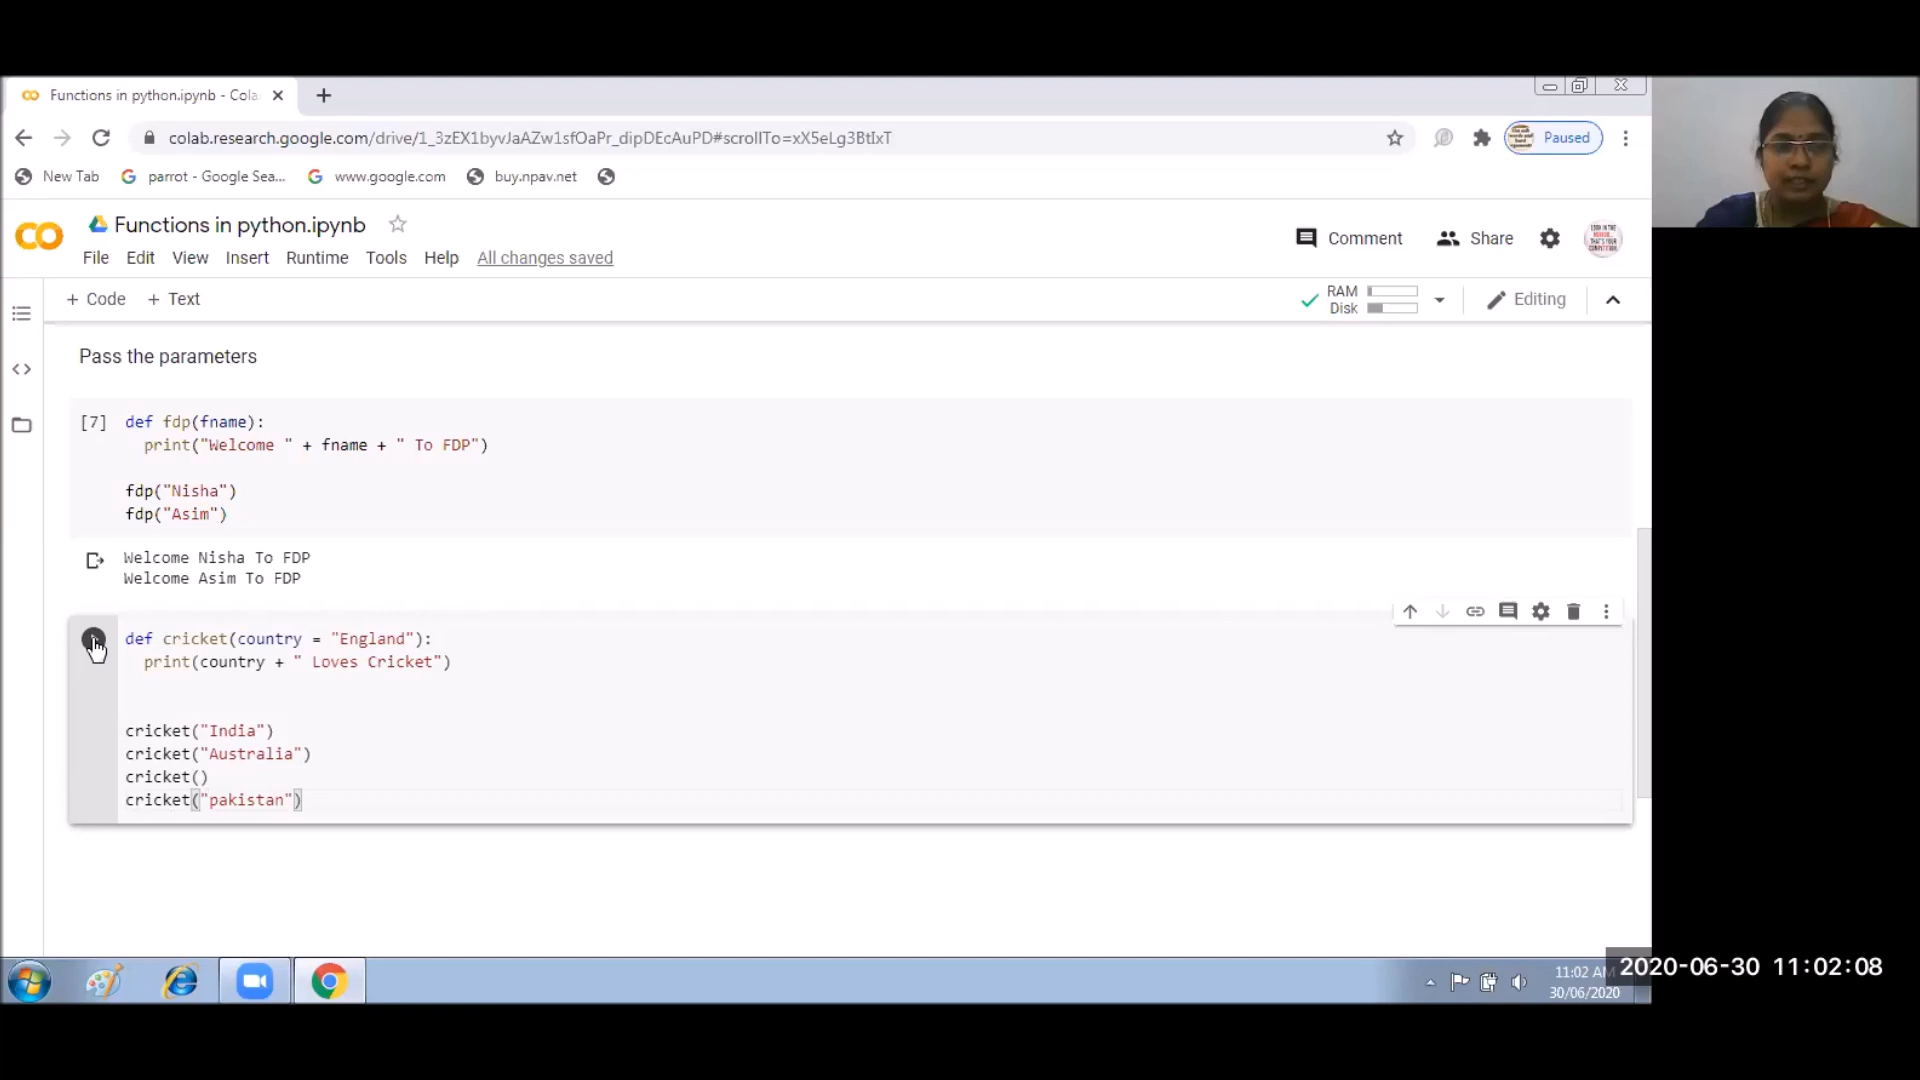 Functions in python.ipynb - Cola
colab.research.google.com/drive/1_3zEX1byvJaAZw1sfOaPr_dipDEcAuPD#scrollTo=xX5eLg3BtIxT
Paused
New Tab
parrot - Google Sea...
www.google.com
buy.npav.net
CO
Functions in python.ipynb
Comment
Share
File Edit View Insert Runtime Tools Help All changes saved
+ Code + Text
RAM
Disk
Editing
Pass the parameters
[7] def fdp(fname):
print("Welcome " + fname + " To FDP")
fdp("Nisha")
fdp("Asim")
Welcome Nisha To FDP
Welcome Asim To FDP
def cricket(country = "England"):
print(country + " Loves Cricket")
cricket("India")
cricket("Australia")
cricket()
cricket("pakistan")
11:02 AM
30/06/2020
2020-06-30 11:02:08